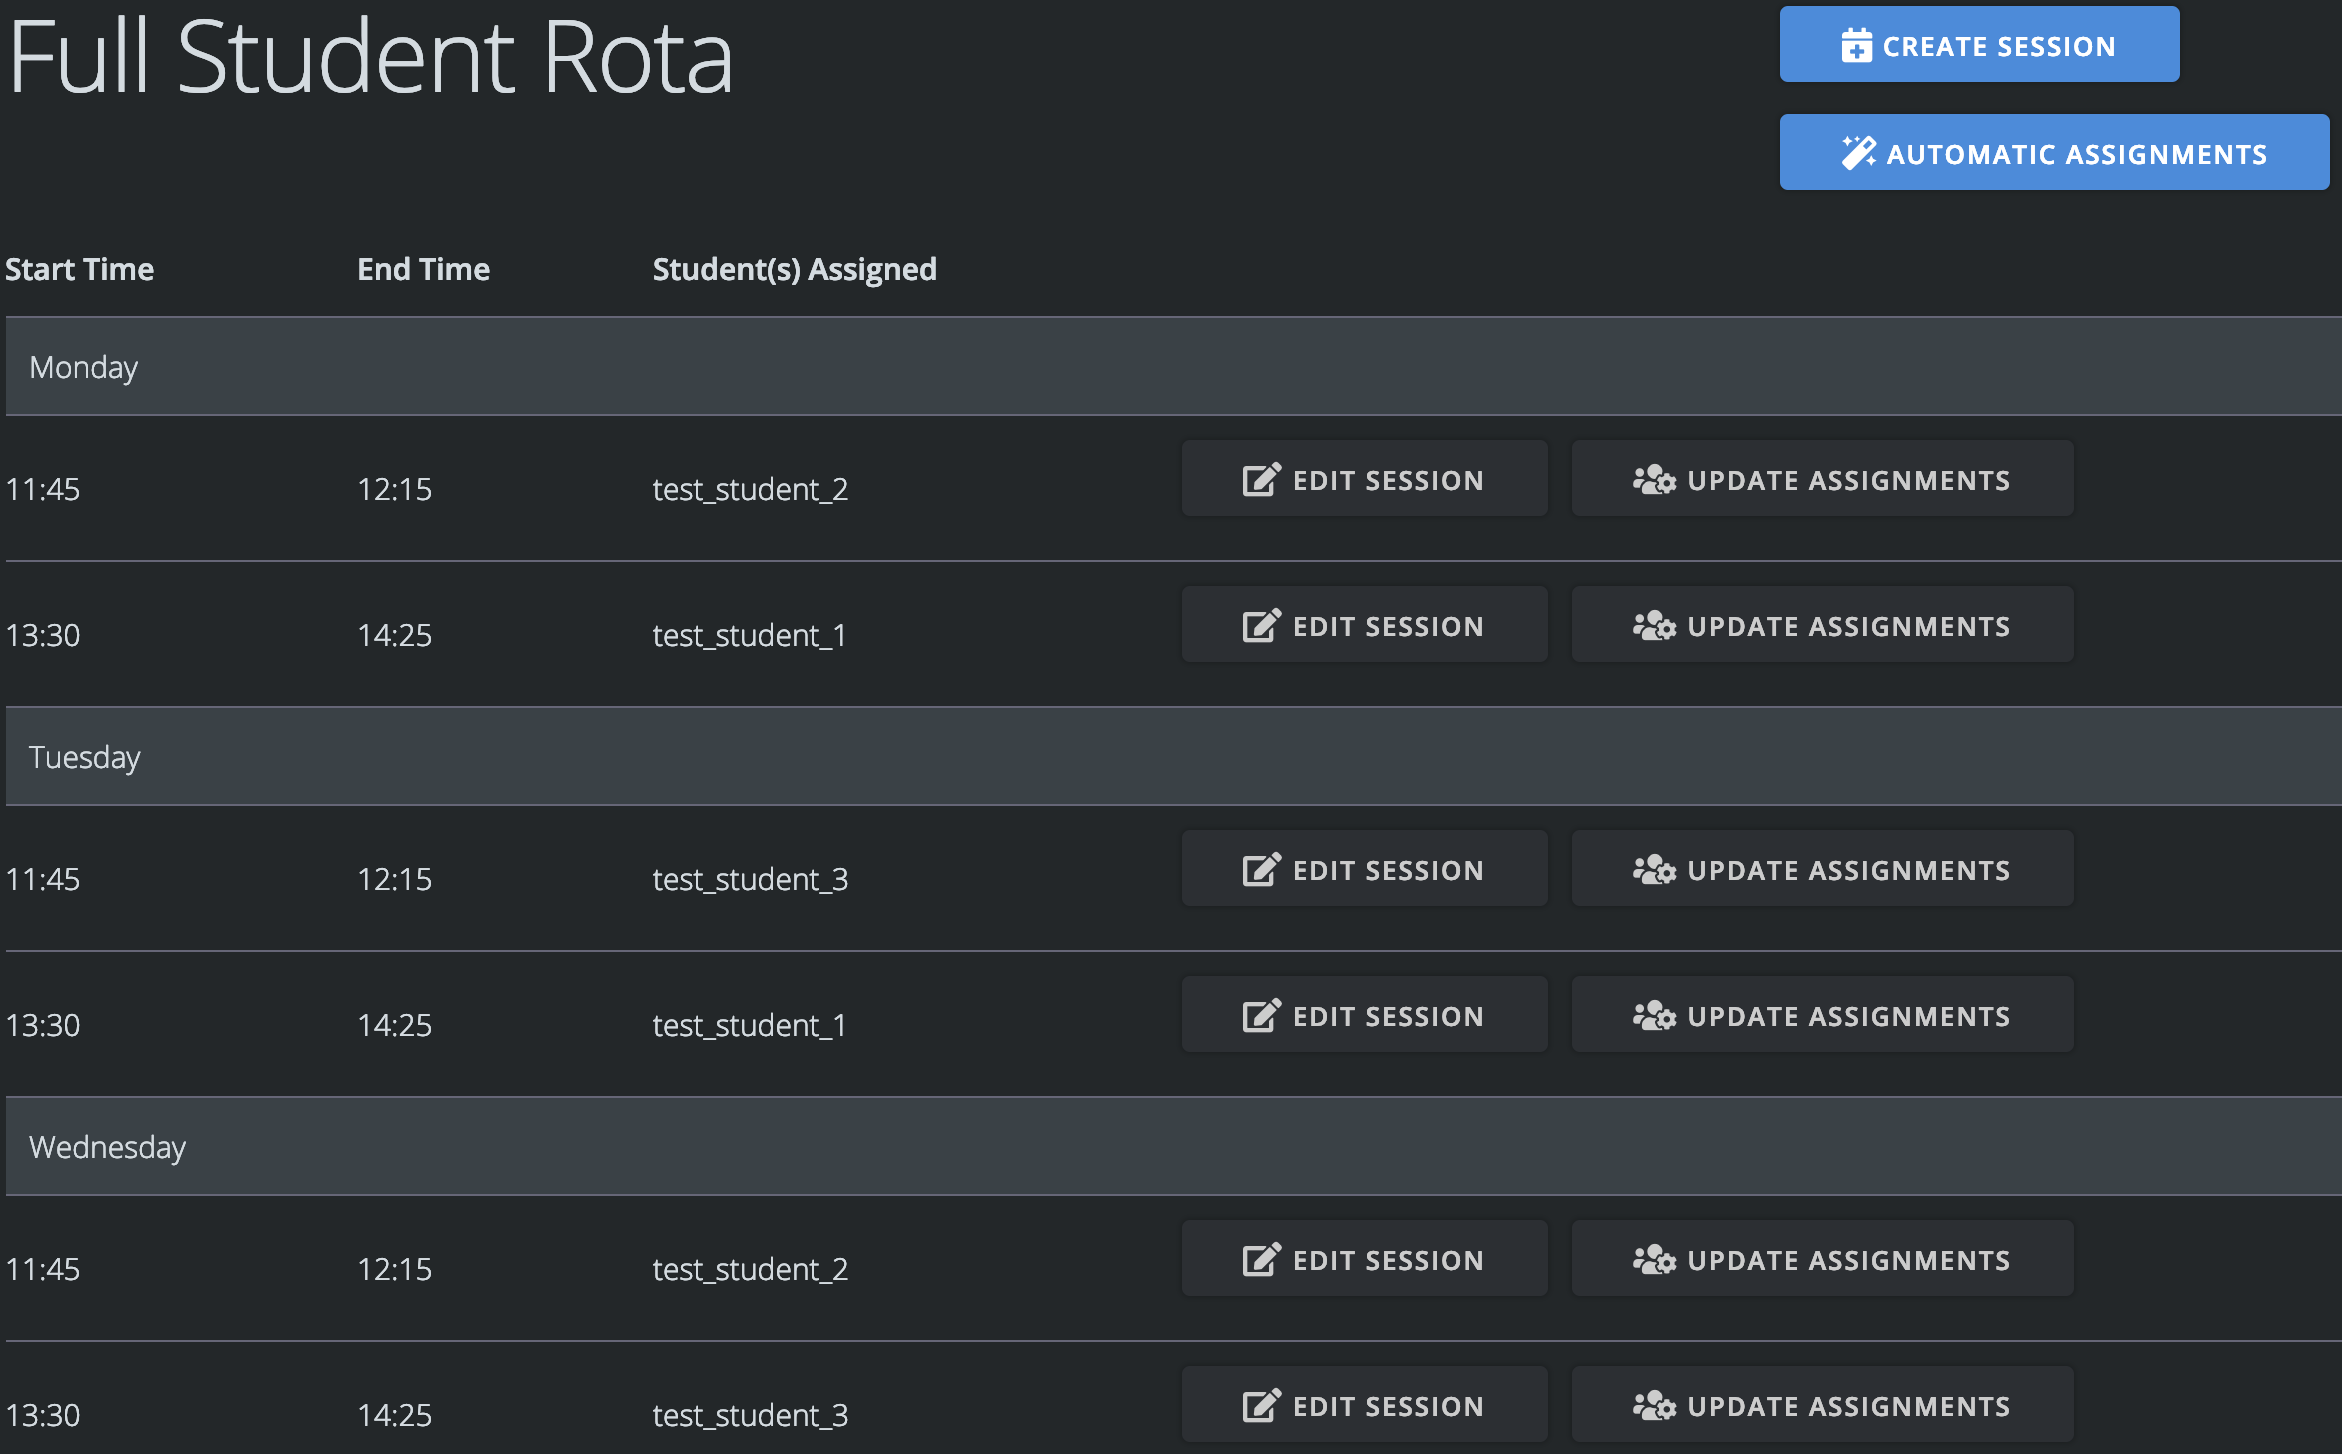 Full Student Rota
CREATE SESSION
AUTOMATIC ASSIGNMENTS
Start Time End Time Student(s) Assigned
Monday
11:45 12:15 test_student_2 EDIT SESSION UPDATE ASSIGNMENTS
13:30 14:25 test_student_1 EDIT SESSION UPDATE ASSIGNMENTS
Tuesday
11:45 12:15 test_student_3 EDIT SESSION UPDATE ASSIGNMENTS
13:30 14:25 test_student_1 EDIT SESSION UPDATE ASSIGNMENTS
Wednesday
11:45 12:15 test_student_2 EDIT SESSION UPDATE ASSIGNMENTS
13:30 14:25 test_student_3 EDIT SESSION UPDATE ASSIGNMENTS